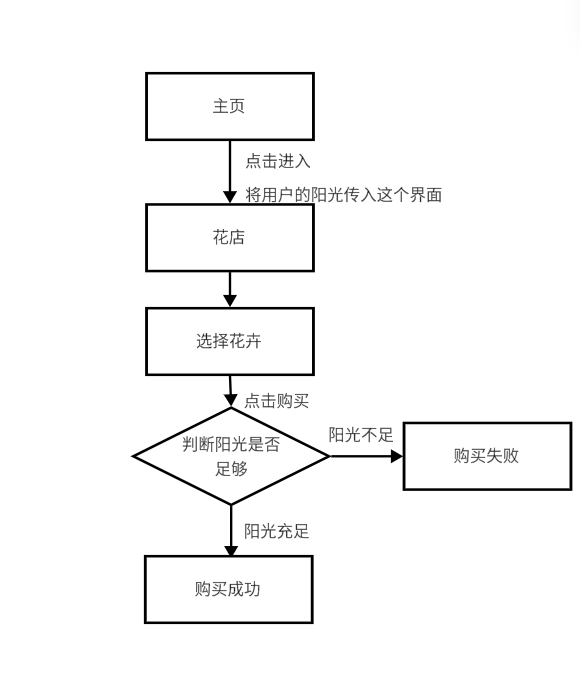 主页
点击进入
将用户的阳光传入这个界面
花店
选择花卉
点击购买
判断阳光是否
足够
阳光不足
购买失败
阳光充足
购买成功